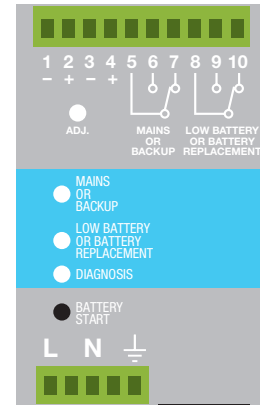 1 2 3 4 5 6 7 8 9 10
− + − +
ADJ.
MAINS
OR
BACKUP
LOW BATTERY
OR BATTERY
REPLACEMENT
MAINS
OR
BACKUP
LOW BATTERY
OR BATTERY
REPLACEMENT
DIAGNOSIS
BATTERY
START
L N